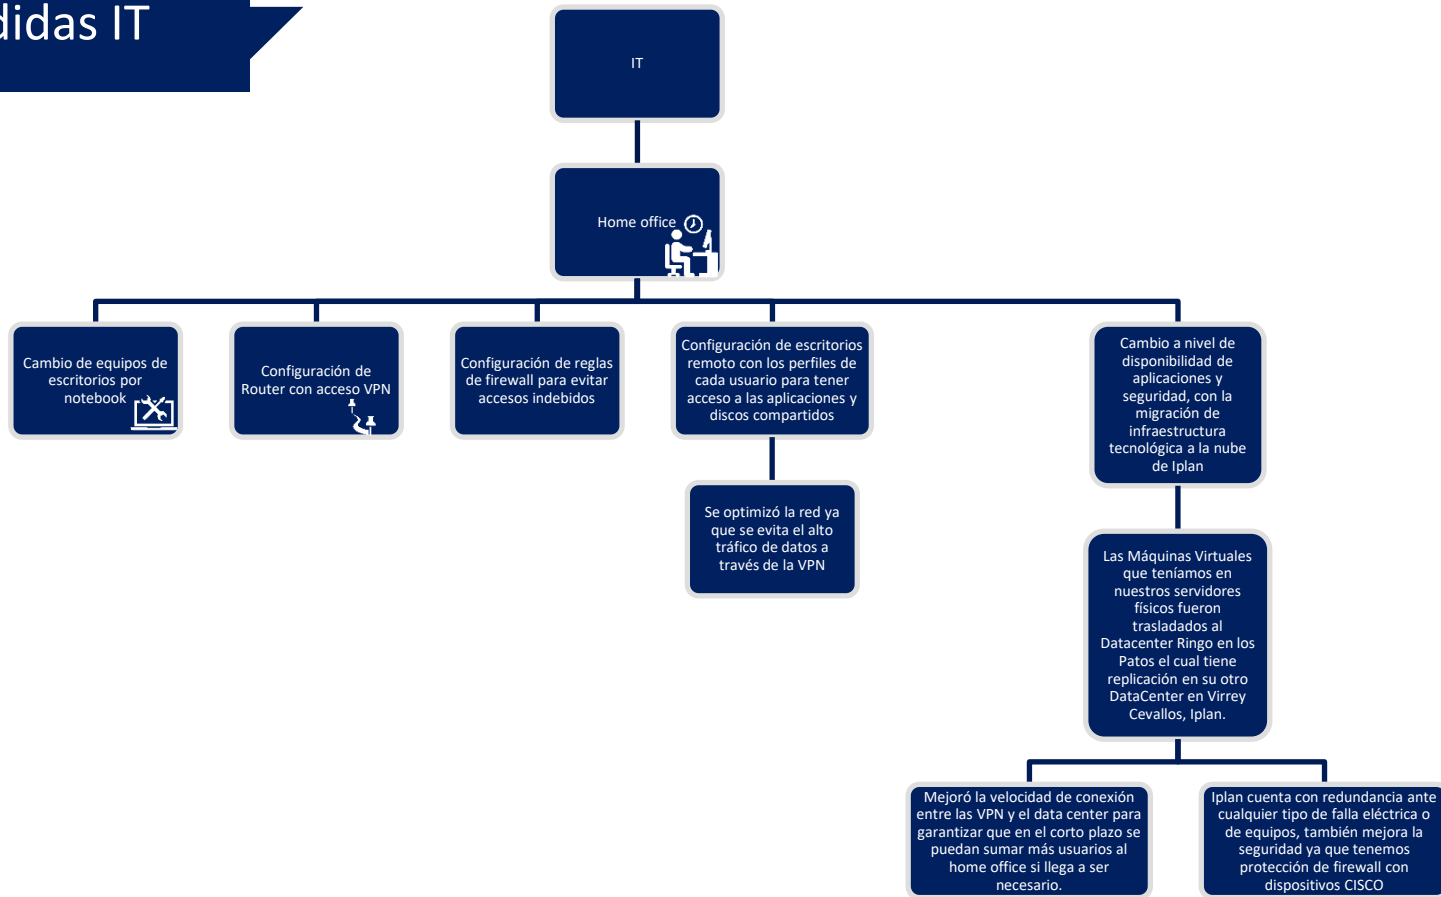 didas IT
IT
Home office
Cambio de equipos de
escritorios por
notebook
Configuración de
Router con acceso VPN
Configuración de reglas
de firewall para evitar
accesos indebidos
Configuración de escritorios
remoto con los perfiles de
cada usuario para tener
acceso a las aplicaciones y
discos compartidos
Cambio a nivel de
disponibilidad de
aplicaciones y
seguridad, con la
migración de
infraestructura
tecnológica a la nube
de Iplan
Se optimizó la red ya
que se evita el alto
tráfico de datos a
través de la VPN
Las Máquinas Virtuales
que teníamos en
nuestros servidores
físicos fueron
trasladados al
Datacenter Ringo en los
Patos el cual tiene
replicación en su otro
DataCenter en Virrey
Cevallos, Iplan.
Mejoró la velocidad de conexión
entre las VPN y el data center para
garantizar que en el corto plazo se
puedan sumar más usuarios al
home office si llega a ser
necesario.
Iplan cuenta con redundancia ante
cualquier tipo de falla eléctrica o
de equipos, también mejora la
seguridad ya que tenemos
protección de firewall con
dispositivos CISCO